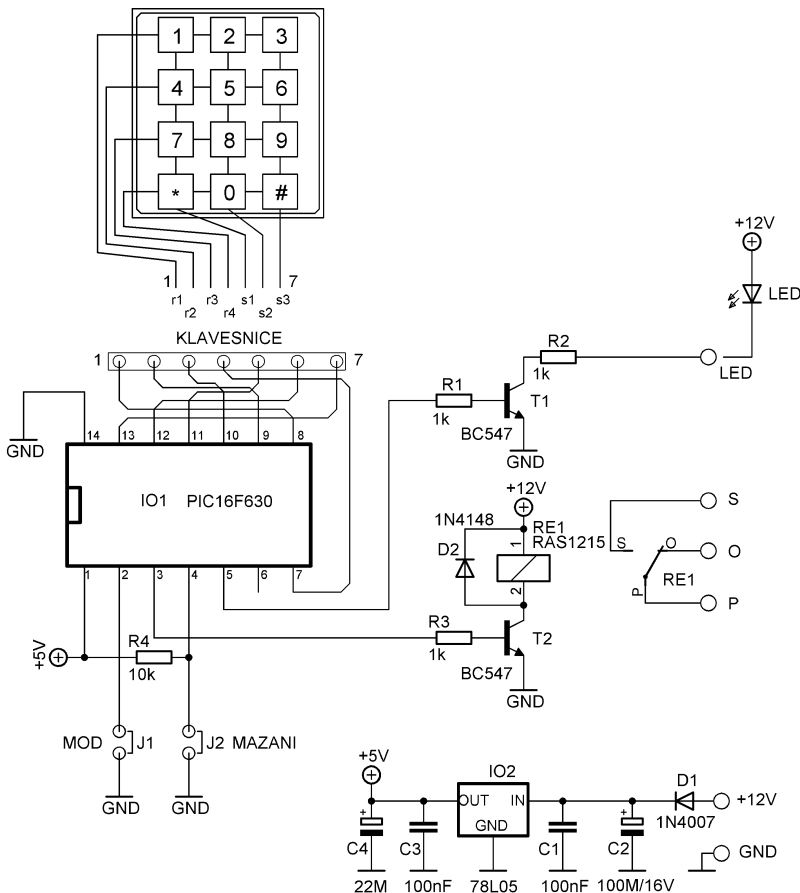 1 2 3
4 5 6
7 8 9
* 0 #
1 r1 r2 r3 r4 s1 s2 s3 7
KLAVESNICE
1 7
+12V
LED
LED
R2
1k
R1
1k
T1
BC547
GND
GND
14 13 12 11 10 9 8
IO1 PIC16F630
1 2 3 4 5 6 7
+12V
1N4148
RE1
RAS1215
D2
1
2
S
S
O
O
RE1
P
P
R3
1k
T2
BC547
GND
+5V
R4
10k
MOD J1
J2 MAZANI
GND
GND
+5V
IO2
OUT IN
GND
D1
+12V
1N4007
+
C4
22M
C3
100nF
78L05
C1
100nF
+
C2
100M/16V
GND